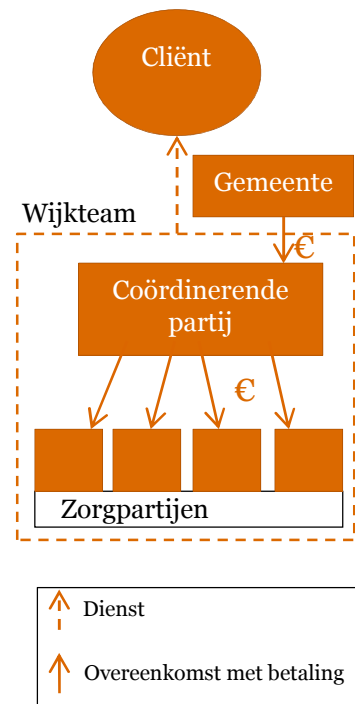 Cliënt
Gemeente
Wijkteam
€
Coördinerende
partij
€
Zorgpartijen
Dienst
Overeenkomst met betaling